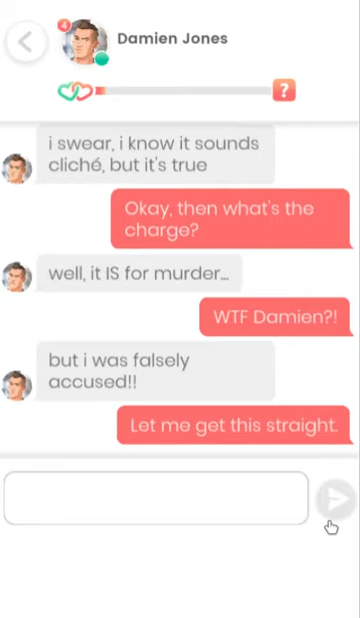 4
Damien Jones
?
i swear, i know it sounds
cliché, but it's true
Okay, then what's the
charge?
well, it IS for murder...
WTF Damien?!
but i was falsely
accused!!
Let me get this straight.